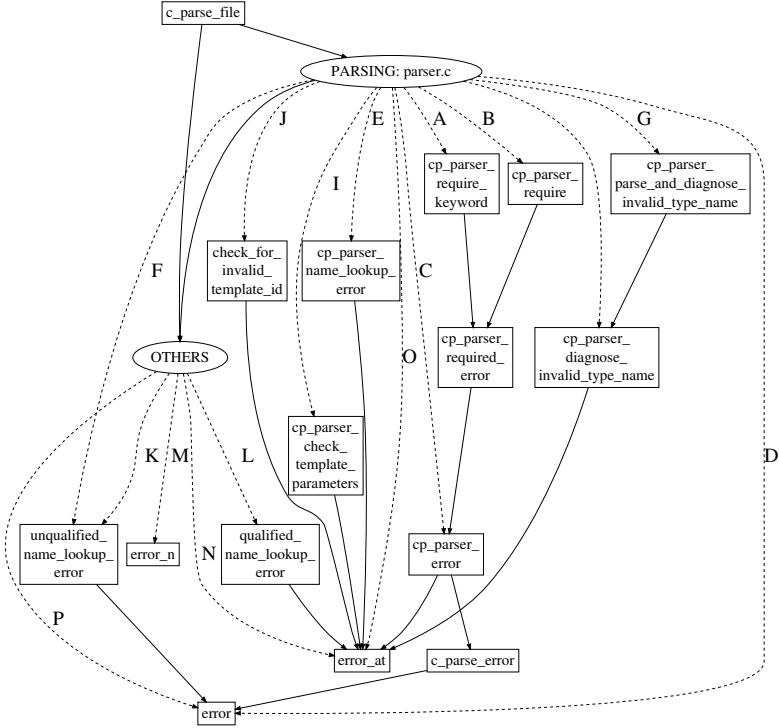 c_parse_file
PARSING: parser.c
J
E
A
B
G
cp_parser_
require_
keyword
cp_parser_
require
cp_parser_
parse_and_diagnose_
invalid_type_name
I
F
check_for_
invalid_
template_id
cp_parser_
name_lookup_
error
C
OTHERS
O
cp_parser_
required_
error
cp_parser_
diagnose_
invalid_type_name
K
M
L
cp_parser_
check_
template_
parameters
D
unqualified_
name_lookup_
error
error_n
N
qualified_
name_lookup_
error
cp_parser_
error
P
error_at
c_parse_error
error